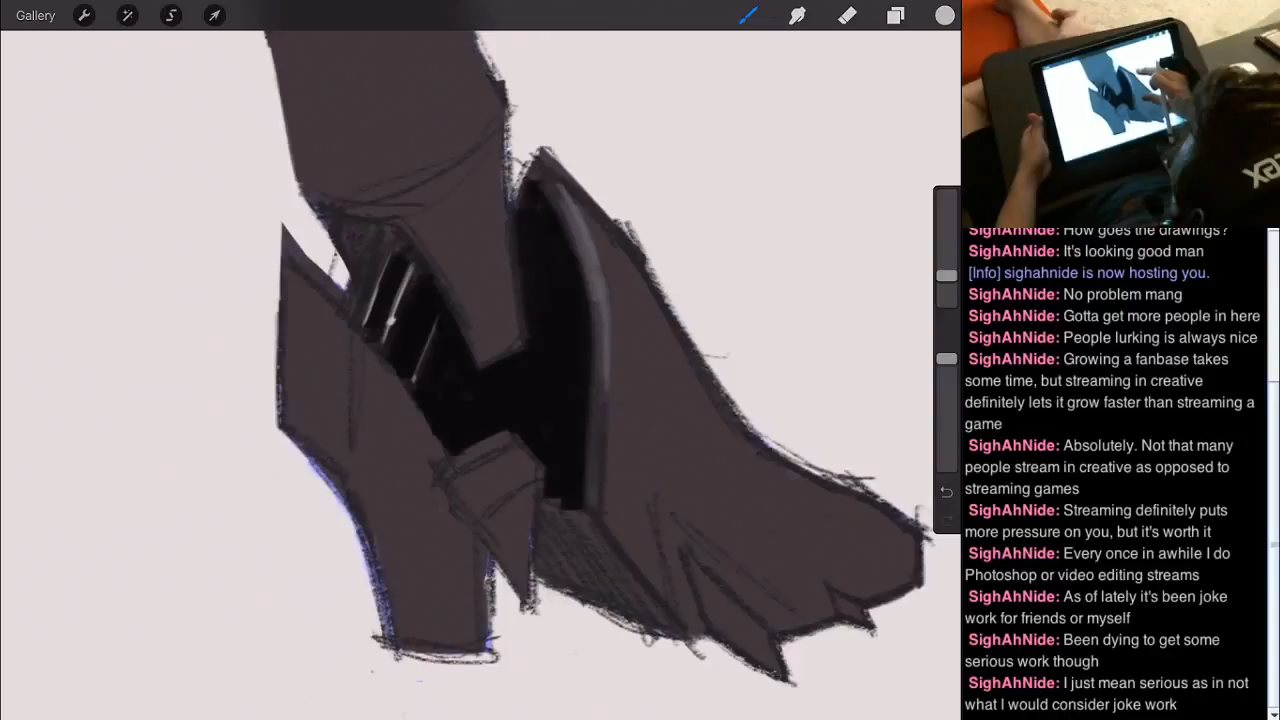 Gallery
SighAhNide: How goes the drawings?
SighAhNide: It's looking good man
[Info] sighahnide is now hosting you.
SighAhNide: No problem mang
SighAhNide: Gotta get more people in here
SighAhNide: People lurking is always nice
SighAhNide: Growing a fanbase takes
some time, but streaming in creative
definitely lets it grow faster than streaming a
game
SighAhNide: Absolutely. Not that many
people stream in creative as opposed to
streaming games
SighAhNide: Streaming definitely puts
more pressure on you, but it's worth it
SighAhNide: Every once in awhile I do
Photoshop or video editing streams
SighAhNide: As of lately it's been joke
work for friends or myself
SighAhNide: Been dying to get some
serious work though
SighAhNide: I just mean serious as in not
what I would consider joke work